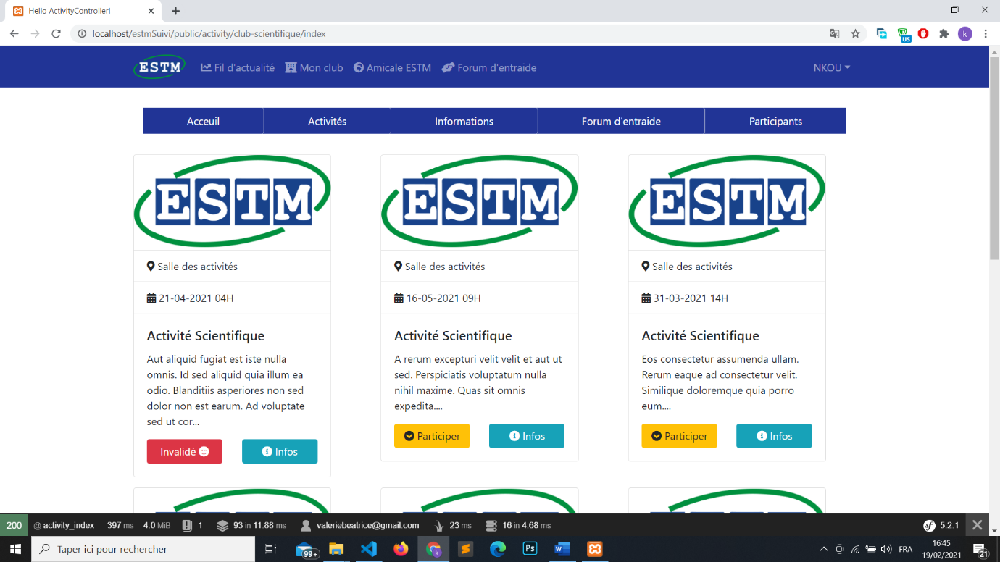 Hello ActivityController!
localhost/estmSuivi/public/activity/club-scientifique/index
US
k
ESTM Fil d'actualité Mon club Amicale ESTM Forum d'entraide NKOU
Acceuil Activités Informations Forum d'entraide Participants
ESTM ESTM ESTM
Salle des activités Salle des activités Salle des activités
21-04-2021 04H 16-05-2021 09H 31-03-2021 14H
Activité Scientifique
Aut aliquid fugiat est iste nulla
omnis. Id sed aliquid quia illum ea
odio. Blanditiis asperiores non sed
dolor non est earum. Ad voluptate
sed ut cor...
Invalidé Infos
Activité Scientifique
A rerum excepturi velit velit et aut ut
sed. Perspiciatis voluptatum nulla
nihil maxime. Quas sit omnis
expedita....
Participer Infos
Activité Scientifique
Eos consectetur assumenda ullam.
Rerum eaque ad consectetur velit.
Similique doloremque quia porro
eum....
Participer Infos
200 @ activity_index 397 ms 4.0 MiB 1 93 in 11.88 ms valeriebeatrice@gmail.com 23 ms 16 in 4.68 ms sf 5.2.1
Taper ici pour rechercher 99+ k Ps W FRA 16:45
19/02/2021 21